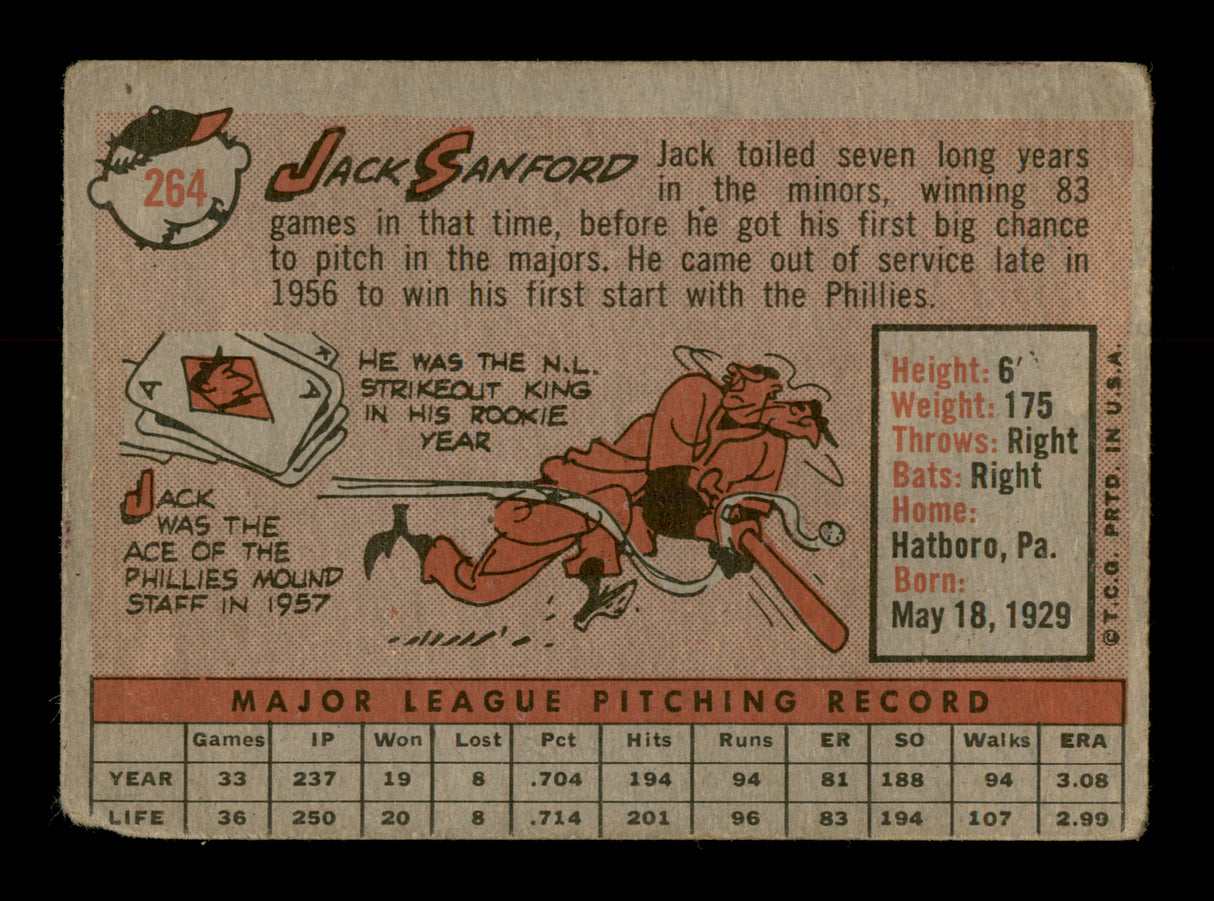 264
JACK SANFORD Jack toiled seven long years
in the minors, winning 83
games in that time, before he got his first big chance
to pitch in the majors. He came out of service late in
1956 to win his first start with the Phillies.
A
K
A
HE WAS THE N.L.
STRIKEOUT KING
IN HIS ROOKIE
YEAR
JACK
WAS THE
ACE OF THE
PHILLIES MOUND
STAFF IN 1957
Height: 6'
Weight: 175
Throws: Right
Bats: Right
Home:
Hatboro, Pa.
Born:
May 18, 1929
© T.C.G. PRTD. IN U.S.A.
MAJOR LEAGUE PITCHING RECORD
Games IP Won Lost Pct Hits Runs ER SO Walks ERA
YEAR 33 237 19 8 .704 194 94 81 188 94 3.08
LIFE 36 250 20 8 .714 201 96 83 194 107 2.99